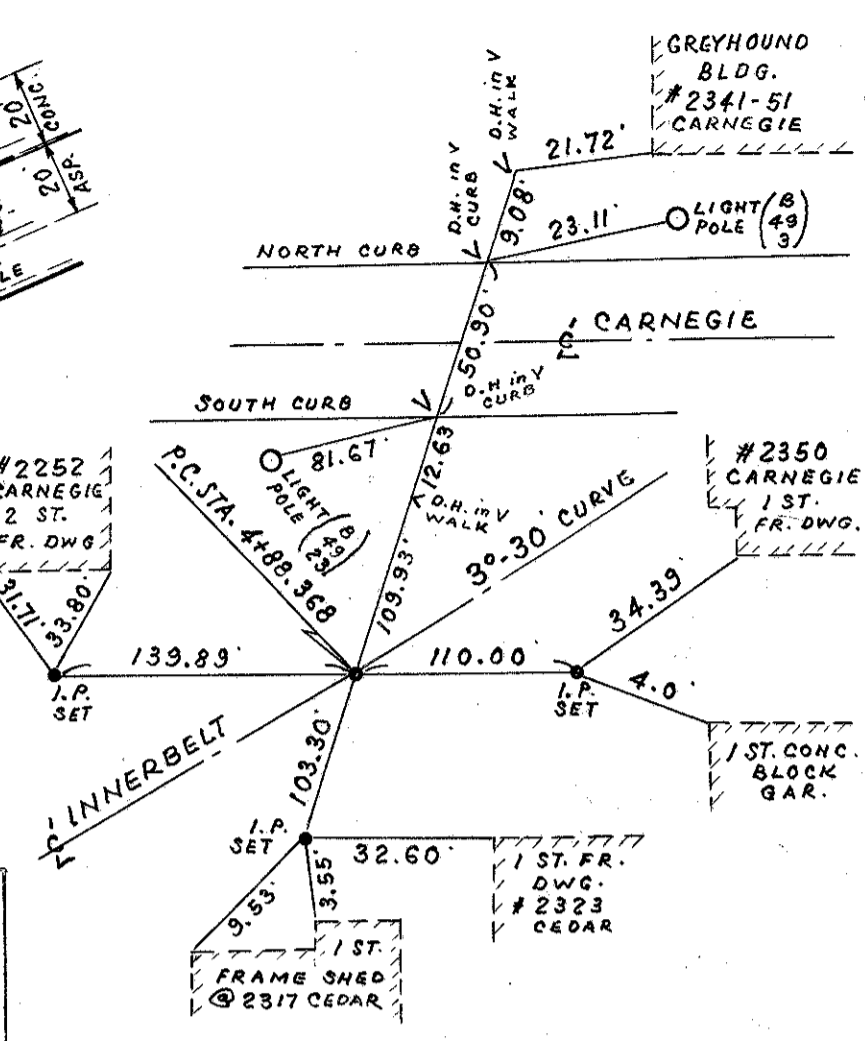 20' CONC.
20' ASP.
GREYHOUND
BLDG.
#2341-51
CARNEGIE
D.H. in V
WALK
21.72'
D.H. in V
CURB
9.08'
23.11'
LIGHT
POLE
B
49
3
NORTH CURB
50.90'
CARNEGIE
D.H in V
CURB
SOUTH CURB
81.67'
LIGHT
POLE
B
49
23
12.63
D.H. in V
WALK
#2252
CARNEGIE
2 ST.
FR. DWG
#2350
CARNEGIE
1 ST.
FR. DWG.
P.C. STA. 4+88.368
3°-30' CURVE
109.93'
31.71'
33.80'
34.39'
139.89'
110.00'
4.0'
I.P.
SET
I.P.
SET
1 ST. CONC.
BLOCK
GAR.
INNERBELT
103.30'
I.P.
SET
32.60'
9.53'
3.55'
1 ST. FR.
DWG.
#2323
CEDAR
1 ST.
FRAME SHED
@ 2317 CEDAR